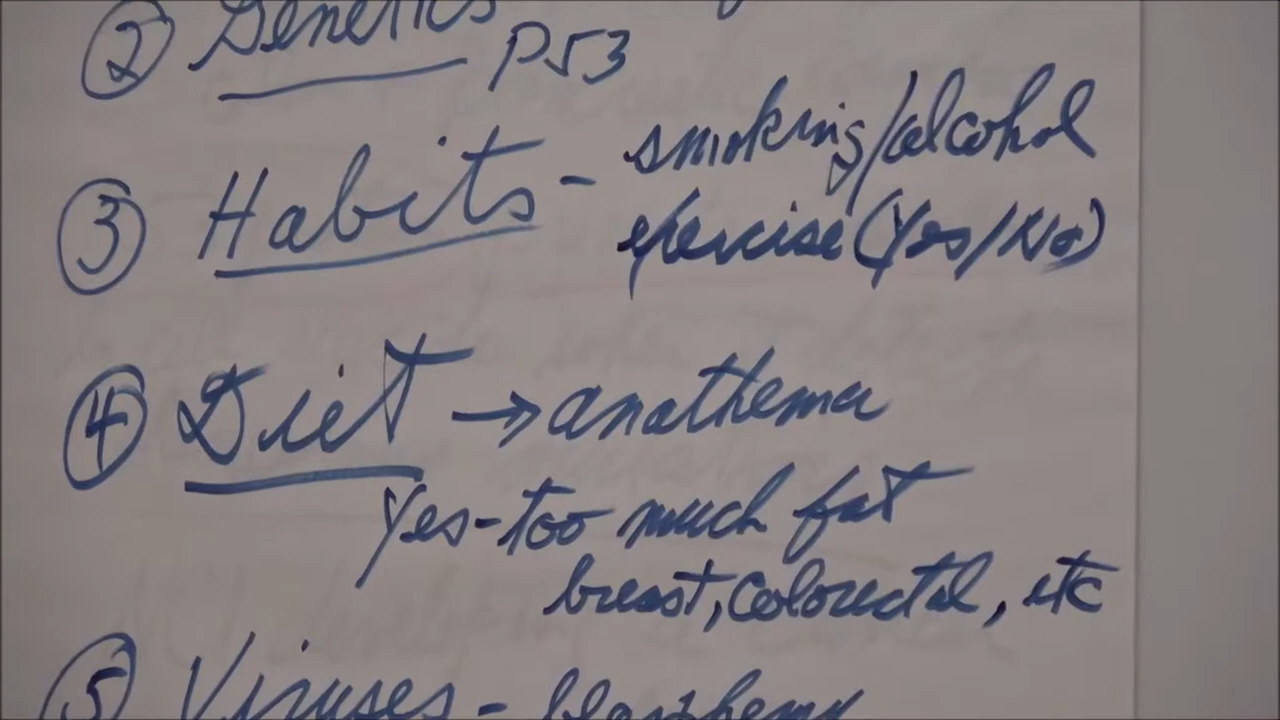 ② Genetics
P53
③ Habits - smoking/alcohol
exercise (Yes/No)
④ Diet → anathema
Yes - too much fat
breast, colorectal, etc
⑤ Viruses - blasphemy